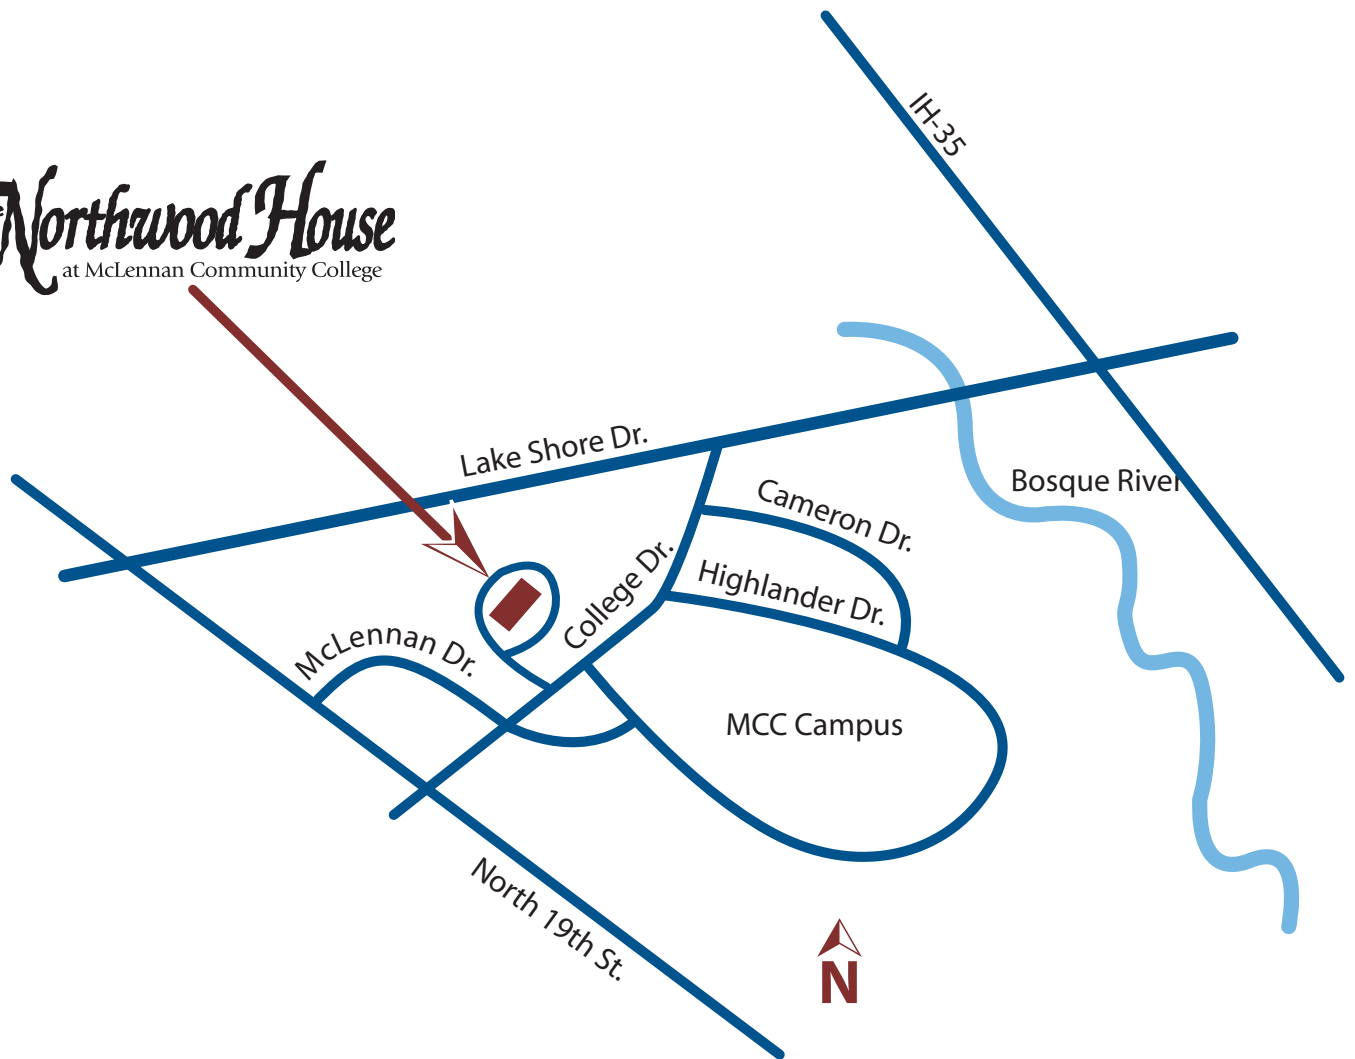 IH-35
Northwood House
at McLennan Community College
Lake Shore Dr.
Bosque River
Cameron Dr.
College Dr.
Highlander Dr.
McLennan Dr.
MCC Campus
North 19th St.
N